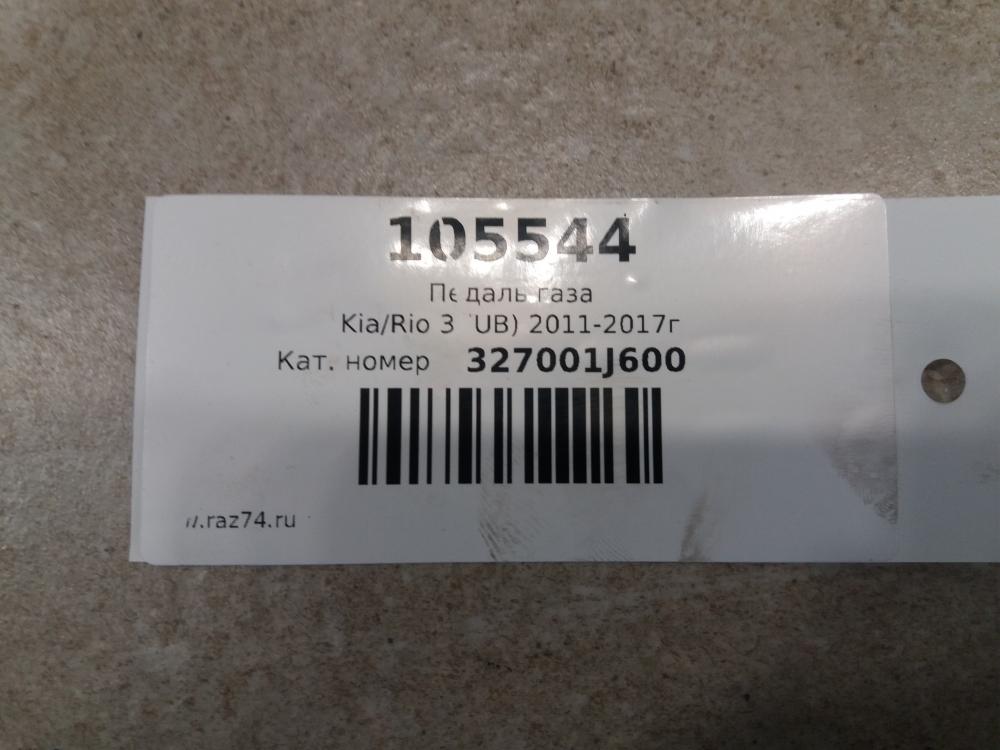 105544
Педаль газа
Kia/Rio 3 (UB) 2011-2017г
Кат. номер 327001J600
.raz74.ru